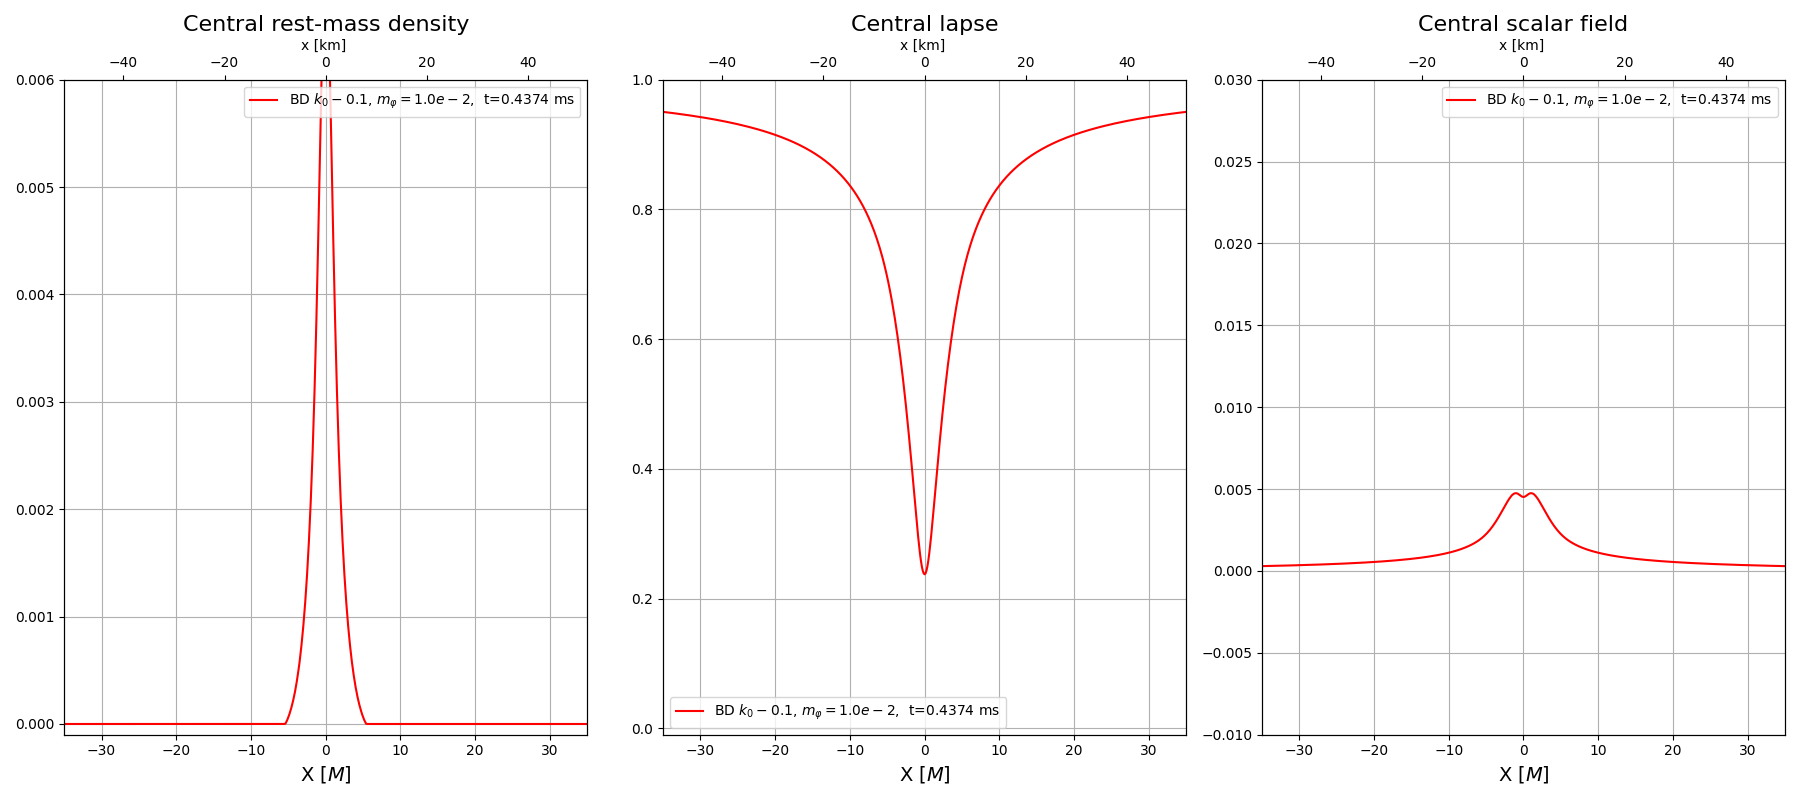 Central rest-mass density
x [km]
−40 −20 0 20 40
0.006
0.005
0.004
0.003
0.002
0.001
0.000
BD k₀ − 0.1, mᵩ = 1.0e − 2,  t=0.4374 ms
−30 −20 −10 0 10 20 30
X [M]
Central lapse
x [km]
−40 −20 0 20 40
1.0
0.8
0.6
0.4
0.2
0.0
BD k₀ − 0.1, mᵩ = 1.0e − 2,  t=0.4374 ms
−30 −20 −10 0 10 20 30
X [M]
Central scalar field
x [km]
−40 −20 0 20 40
0.030
0.025
0.020
0.015
0.010
0.005
0.000
−0.005
−0.010
BD k₀ − 0.1, mᵩ = 1.0e − 2,  t=0.4374 ms
−30 −20 −10 0 10 20 30
X [M]